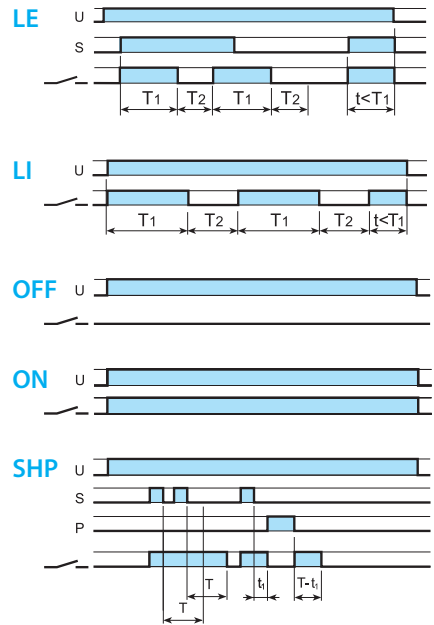 LE U
S
T1 T2 T1 T2 t<T1
LI U
T1 T2 T1 T2 t<T1
OFF U
ON U
SHP U
S
P
T t1 T-t1
T